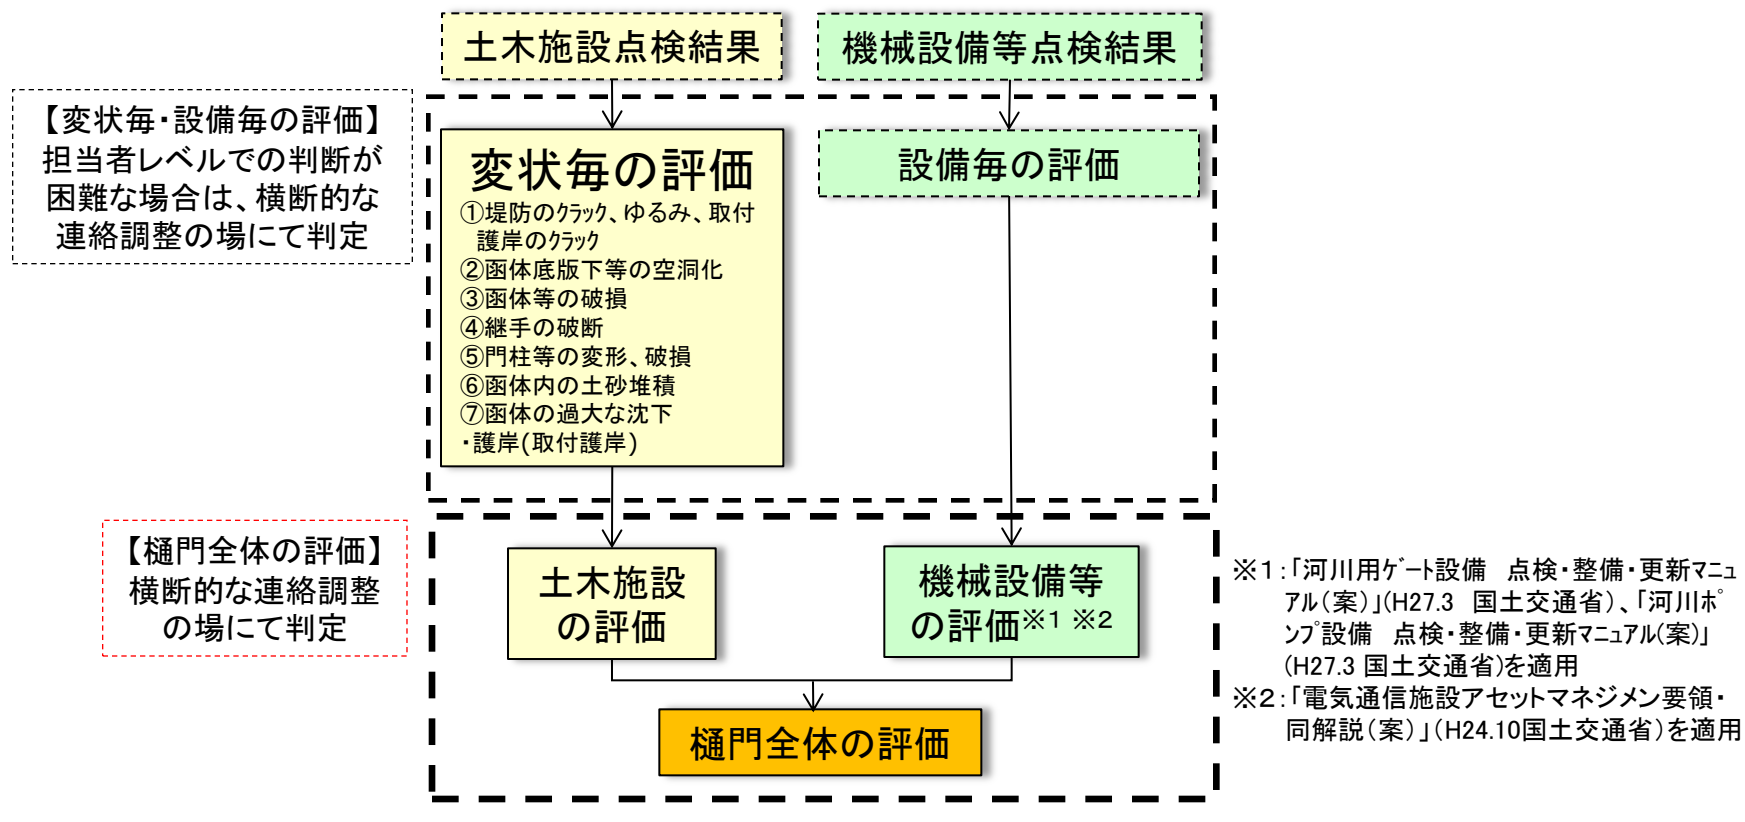 土木施設点検結果
機械設備等点検結果
【変状毎・設備毎の評価】
担当者レベルでの判断が
困難な場合は、横断的な
連絡調整の場にて判定
変状毎の評価
①堤防のクラック、ゆるみ、取付
護岸のクラック
②函体底版下等の空洞化
③函体等の破損
④継手の破断
⑤門柱等の変形、破損
⑥函体内の土砂堆積
⑦函体の過大な沈下
・護岸(取付護岸)
設備毎の評価
【樋門全体の評価】
横断的な連絡調整
の場にて判定
土木施設
の評価
機械設備等
の評価※1 ※2
樋門全体の評価
※1:「河川用ゲート設備　点検・整備・更新マニュ
アル(案)」(H27.3　国土交通省)、「河川ポ
ンプ設備　点検・整備・更新マニュアル(案)」
(H27.3 国土交通省)を適用
※2:「電気通信施設アセットマネジメン要領・
同解説(案)」(H24.10国土交通省)を適用